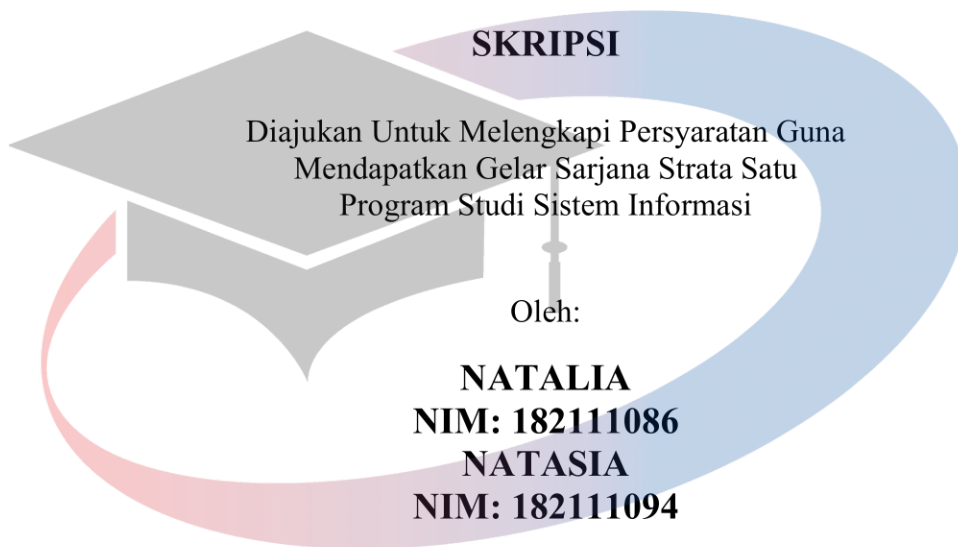 SKRIPSI
Diajukan Untuk Melengkapi Persyaratan Guna
Mendapatkan Gelar Sarjana Strata Satu
Program Studi Sistem Informasi
Oleh:
NATALIA
NIM: 182111086
NATASIA
NIM: 182111094